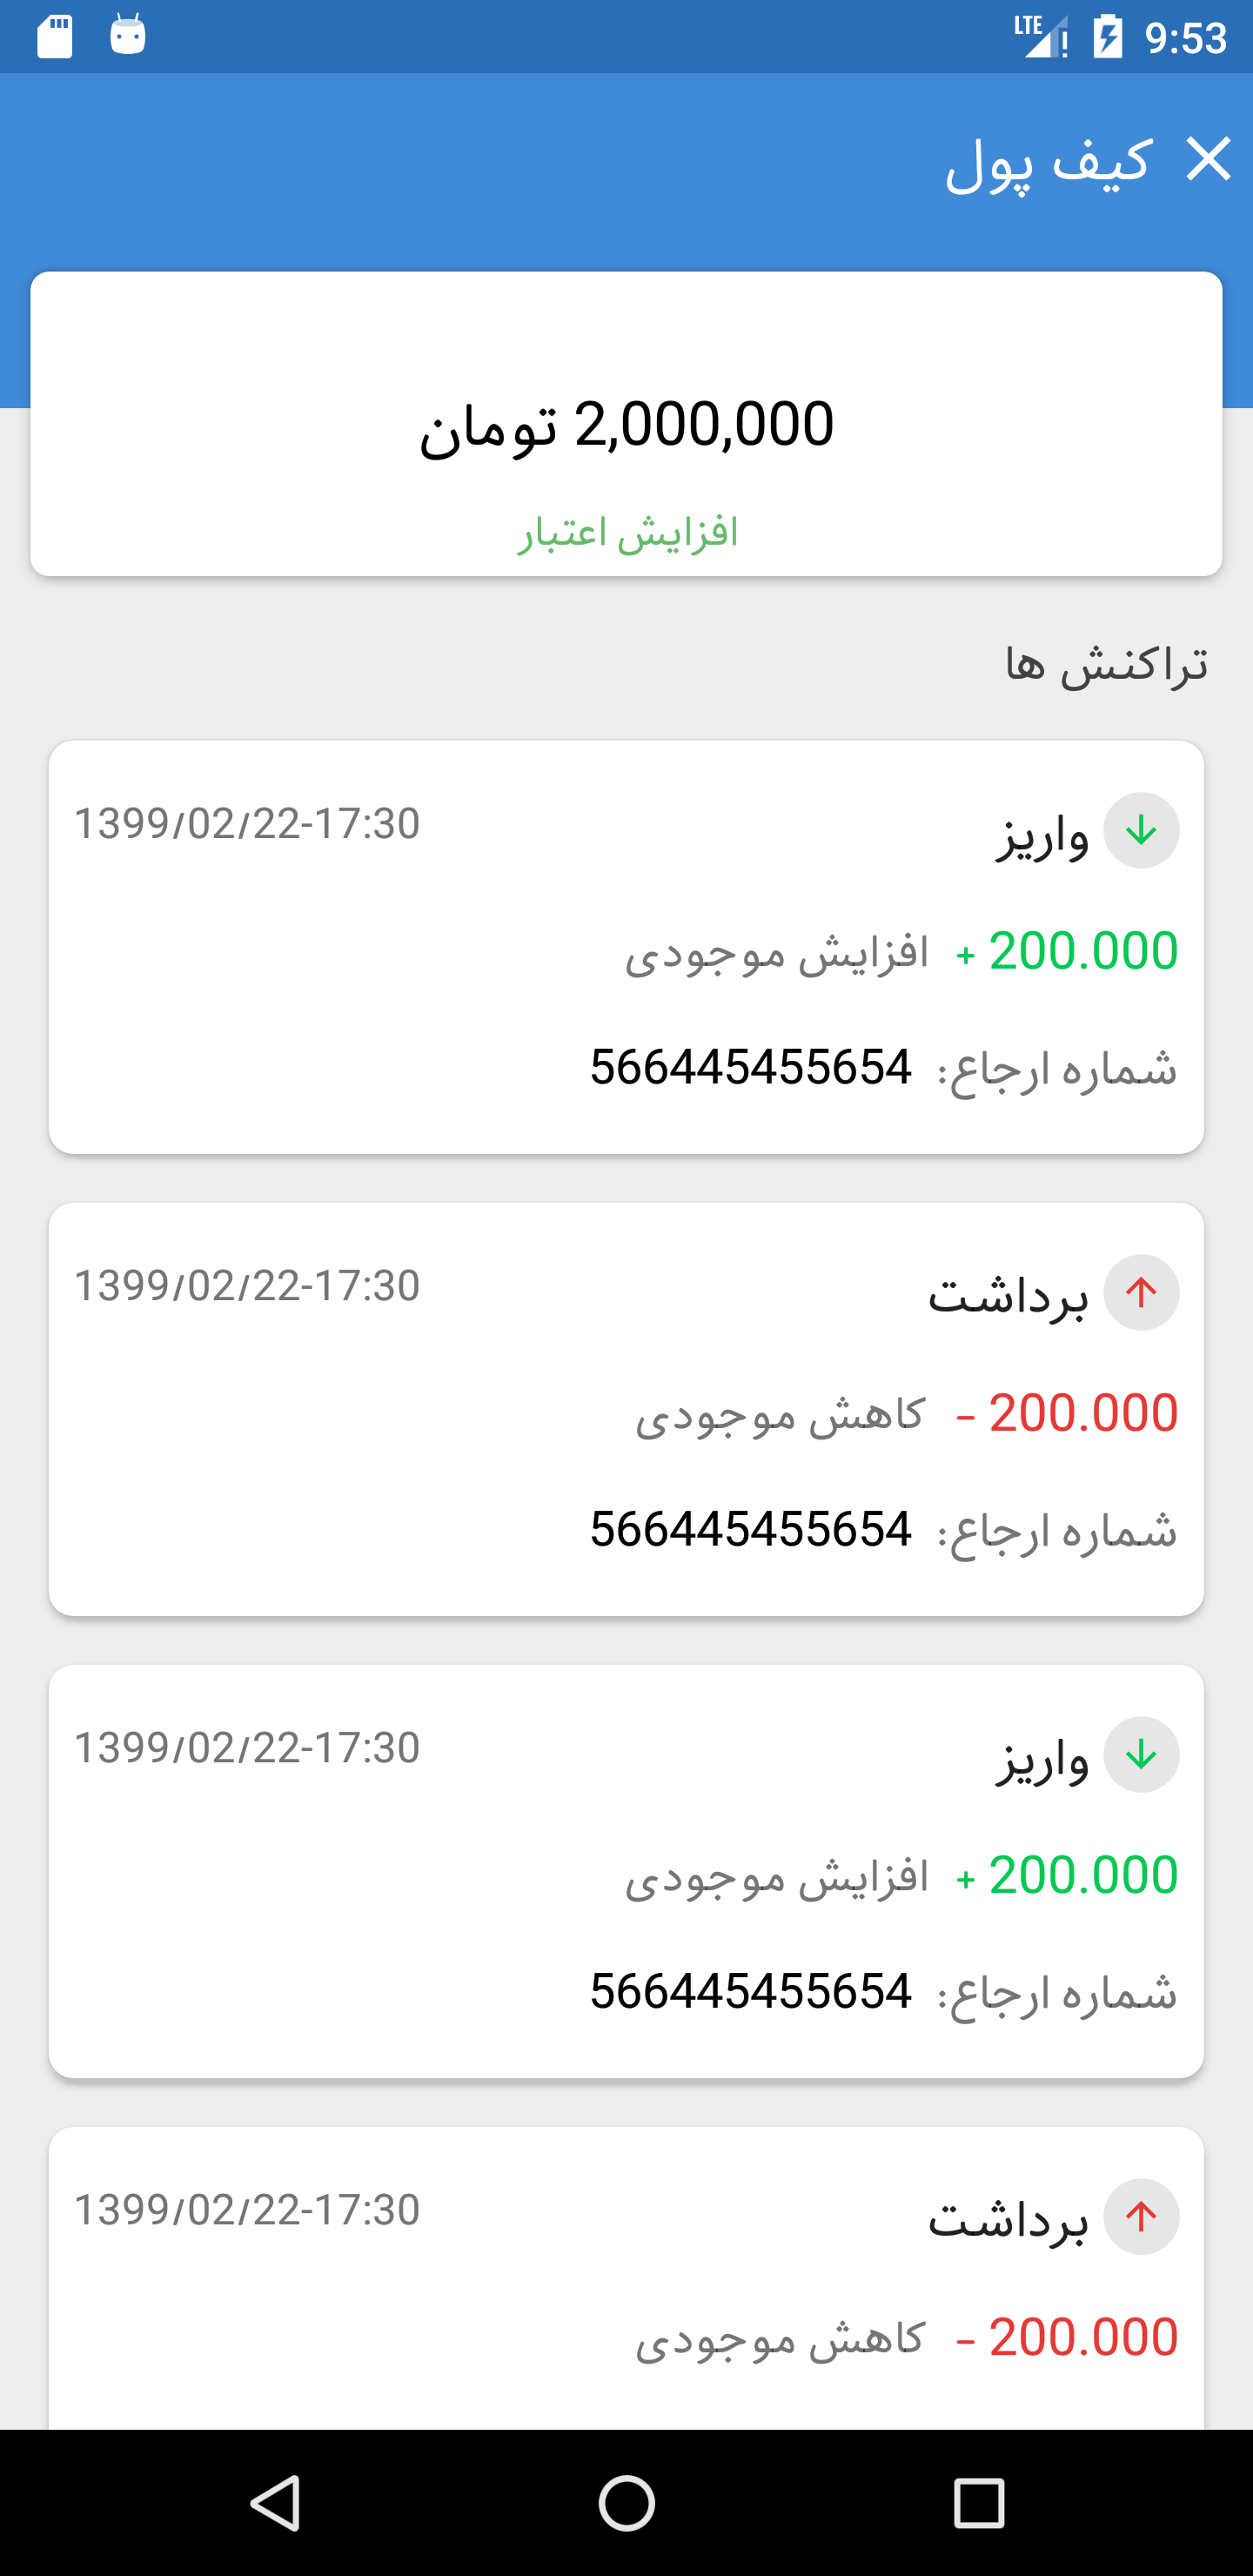 LTE 9:53
کیف پول
2,000,000 تومان
افزایش اعتبار
تراکنش ها
واریز 1399/02/22-17:30
200.000 + افزایش موجودی
شماره ارجاع: 566445455654
برداشت 1399/02/22-17:30
200.000 - کاهش موجودی
شماره ارجاع: 566445455654
واریز 1399/02/22-17:30
200.000 + افزایش موجودی
شماره ارجاع: 566445455654
برداشت 1399/02/22-17:30
200.000 - کاهش موجودی